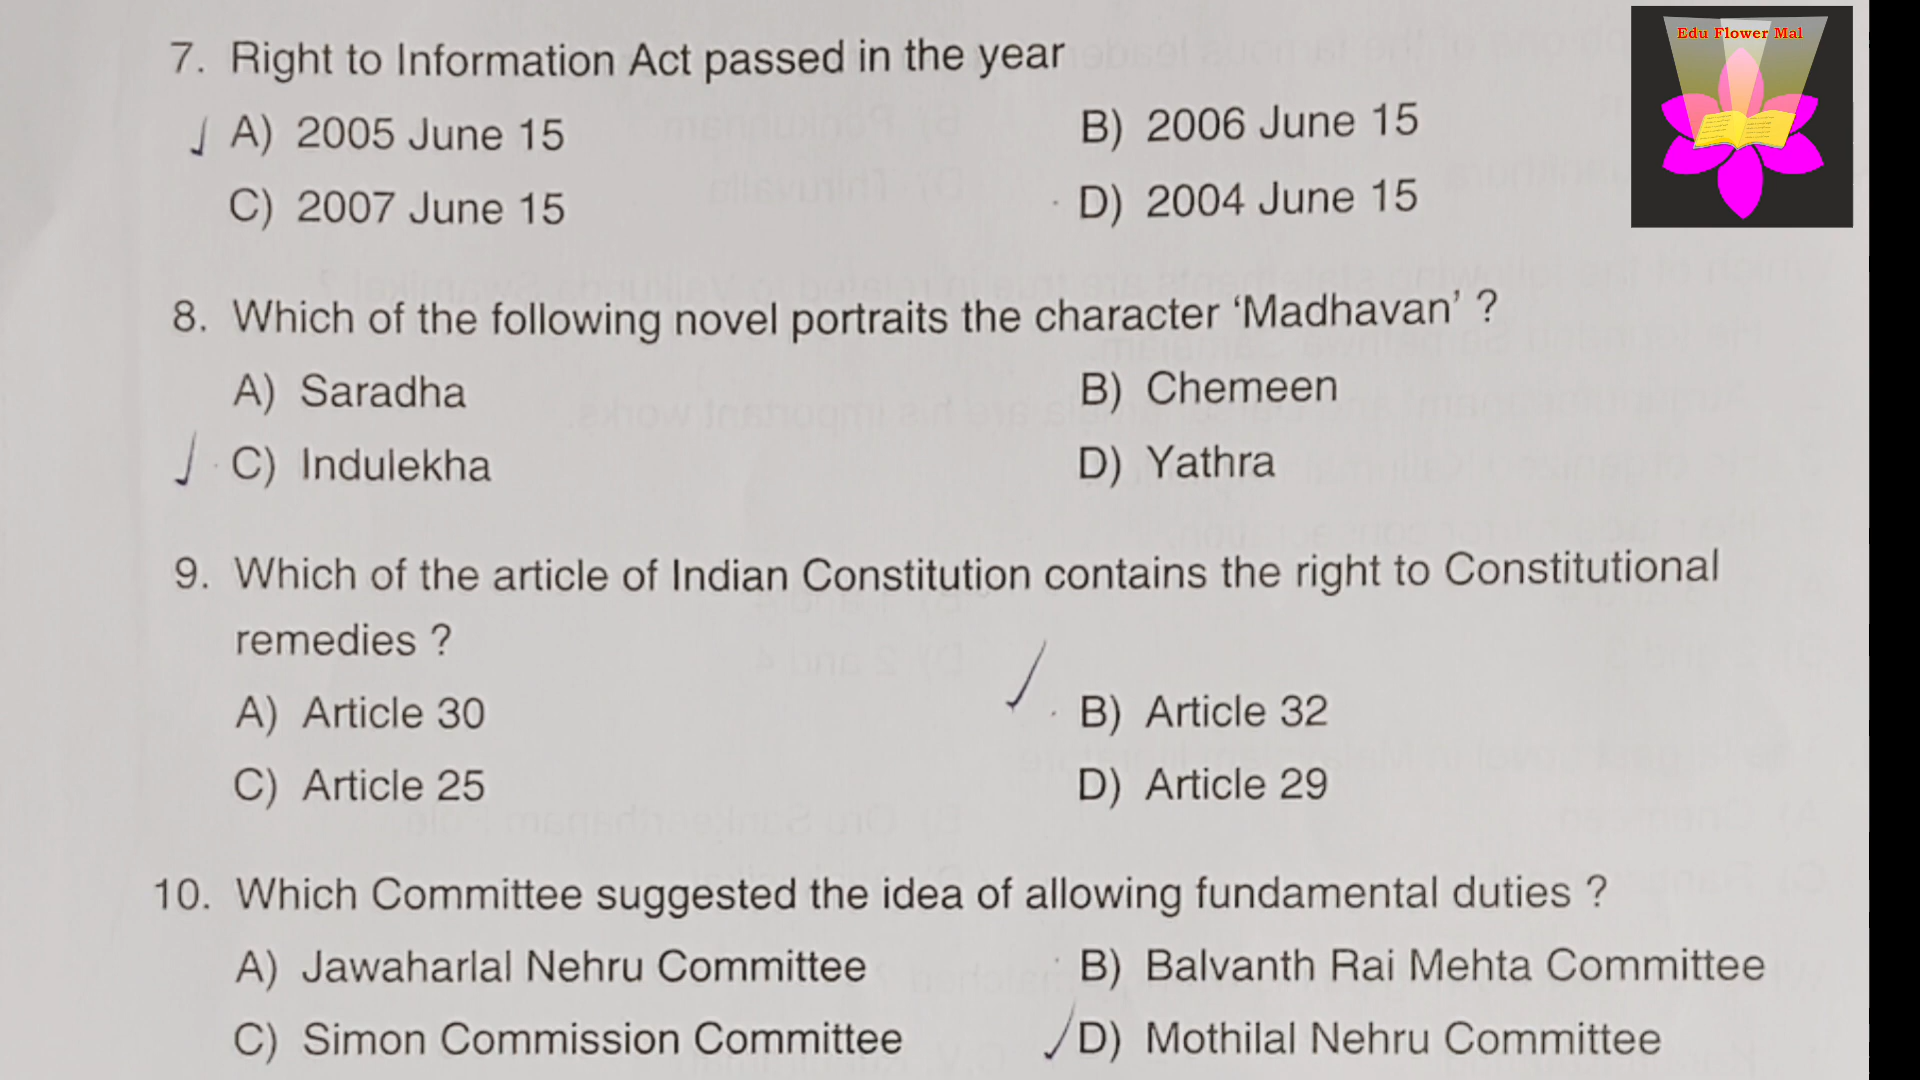 Edu Flower Mal
7. Right to Information Act passed in the year
A) 2005 June 15
B) 2006 June 15
C) 2007 June 15
D) 2004 June 15
8. Which of the following novel portraits the character ‘Madhavan’ ?
A) Saradha
B) Chemeen
C) Indulekha
D) Yathra
9. Which of the article of Indian Constitution contains the right to Constitutional
remedies ?
A) Article 30
B) Article 32
C) Article 25
D) Article 29
10. Which Committee suggested the idea of allowing fundamental duties ?
A) Jawaharlal Nehru Committee
B) Balvanth Rai Mehta Committee
C) Simon Commission Committee
D) Mothilal Nehru Committee